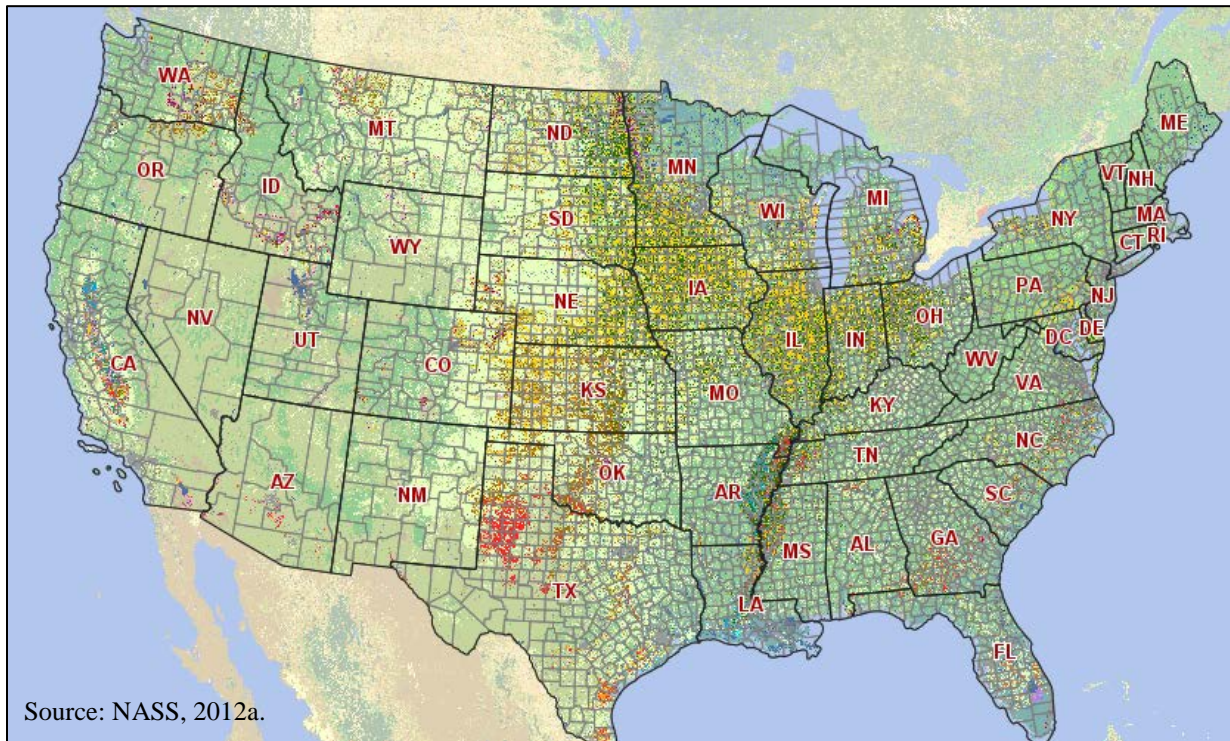 WA
MT
ND
MN
ME
OR
ID
SD
WI
MI
VT
NH
NY
MA
CT
RI
WY
NE
IA
PA
NJ
NV
UT
CO
IL
IN
OH
DE
DC
WV
VA
CA
KS
MO
KY
NC
AZ
NM
OK
AR
TN
SC
MS
AL
GA
TX
LA
FL
Source: NASS, 2012a.